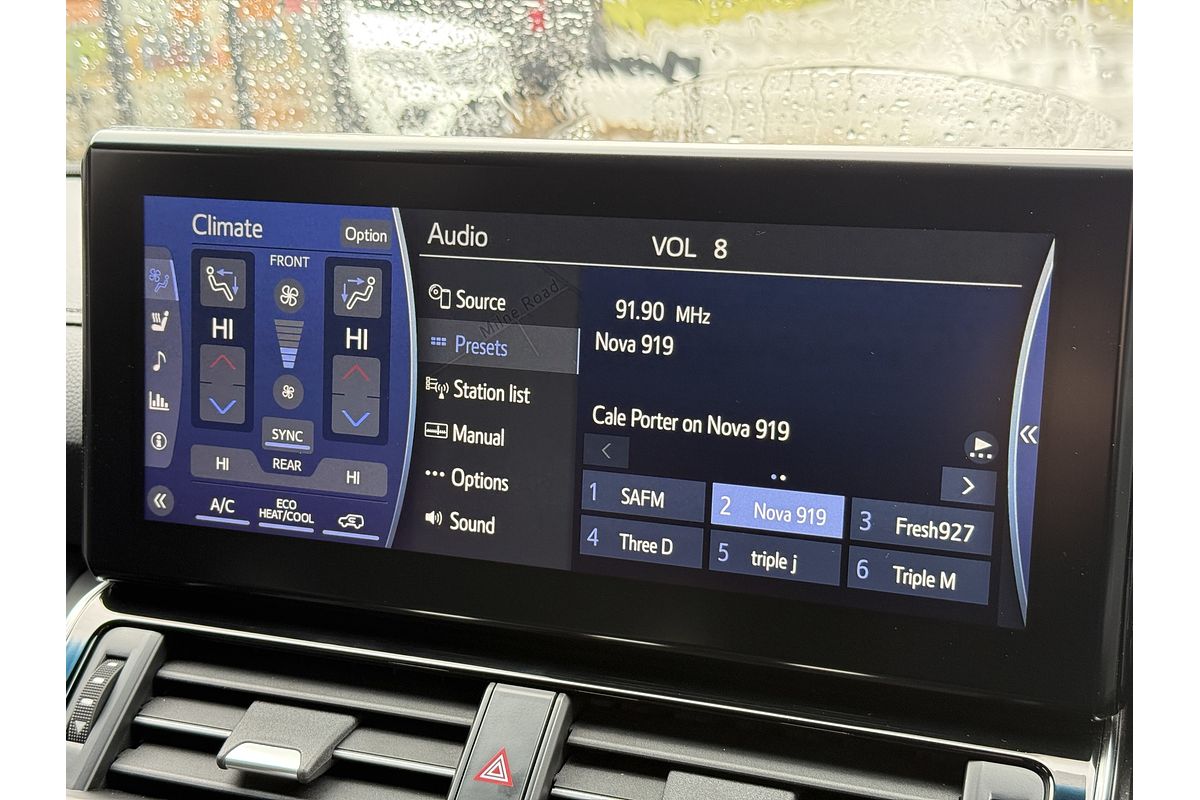 Climate
Option
FRONT
HI
HI
SYNC
HI
REAR
HI
A/C
ECO
HEAT/COOL
Audio
VOL 8
Source
Presets
Station list
Manual
Options
Sound
Milne Road
91.90 MHz
Nova 919
Cale Porter on Nova 919
1 SAFM
2 Nova 919
3 Fresh927
4 Three D
5 triple j
6 Triple M